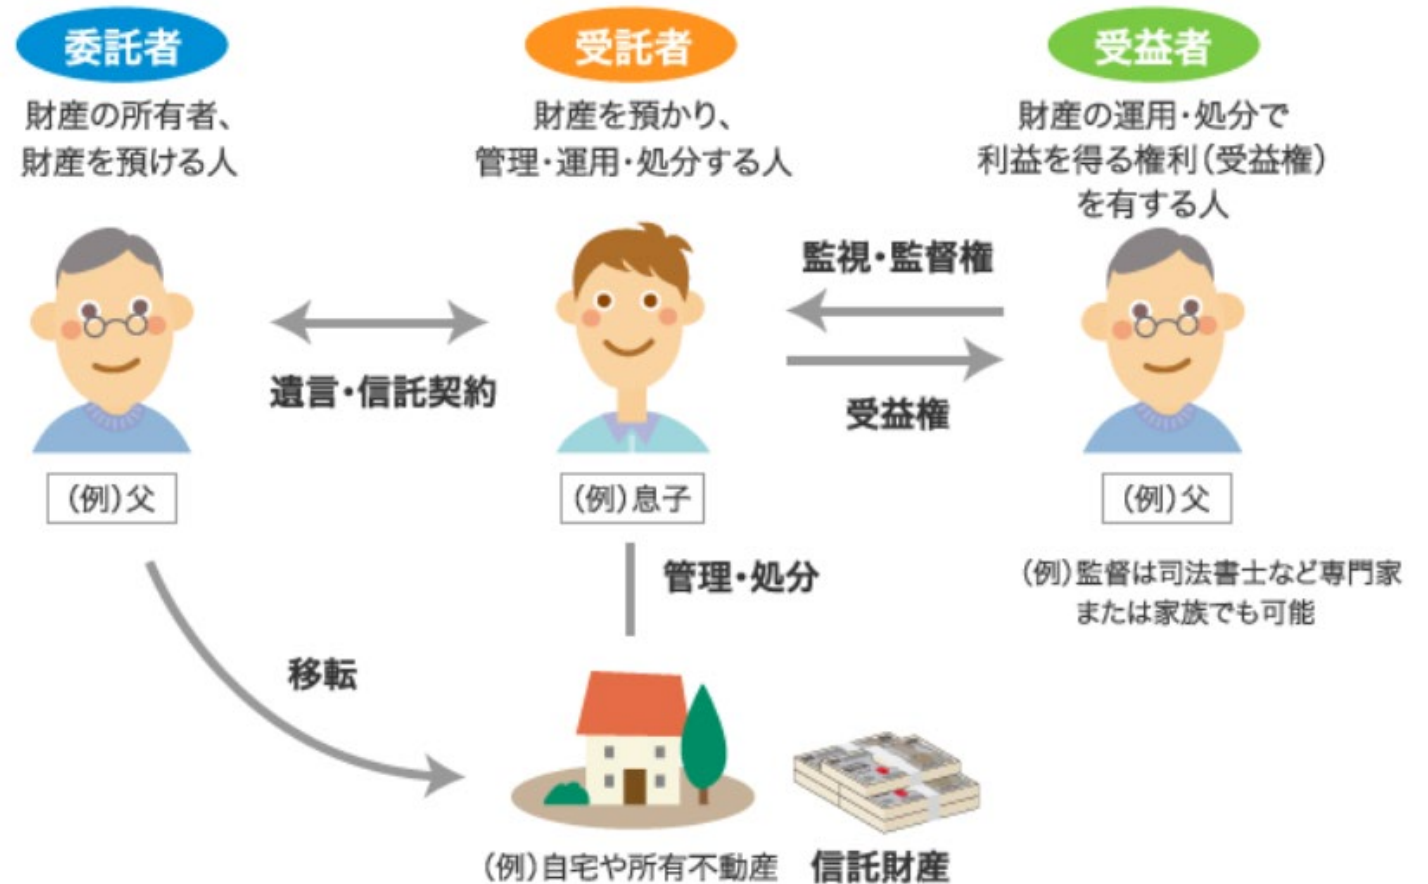 委託者
財産の所有者、
財産を預ける人
受託者
財産を預かり、
管理・運用・処分する人
受益者
財産の運用・処分で
利益を得る権利（受益権）
を有する人
遺言・信託契約
監視・監督権
受益権
（例）父
（例）息子
（例）父
（例）監督は司法書士など専門家
または家族でも可能
管理・処分
移転
（例）自宅や所有不動産
信託財産